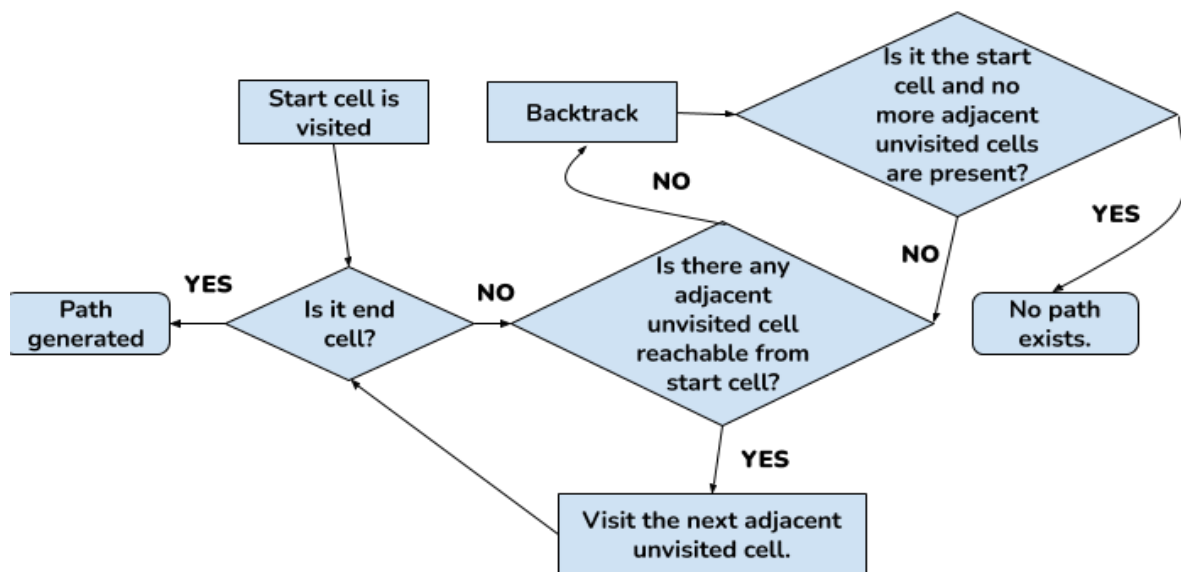 Start cell is
visited
Backtrack
Is it the start
cell and no
more adjacent
unvisited cells
are present?
NO
YES
NO
YES
Path
generated
Is it end
cell?
NO
Is there any
adjacent
unvisited cell
reachable from
start cell?
No path
exists.
YES
Visit the next adjacent
unvisited cell.